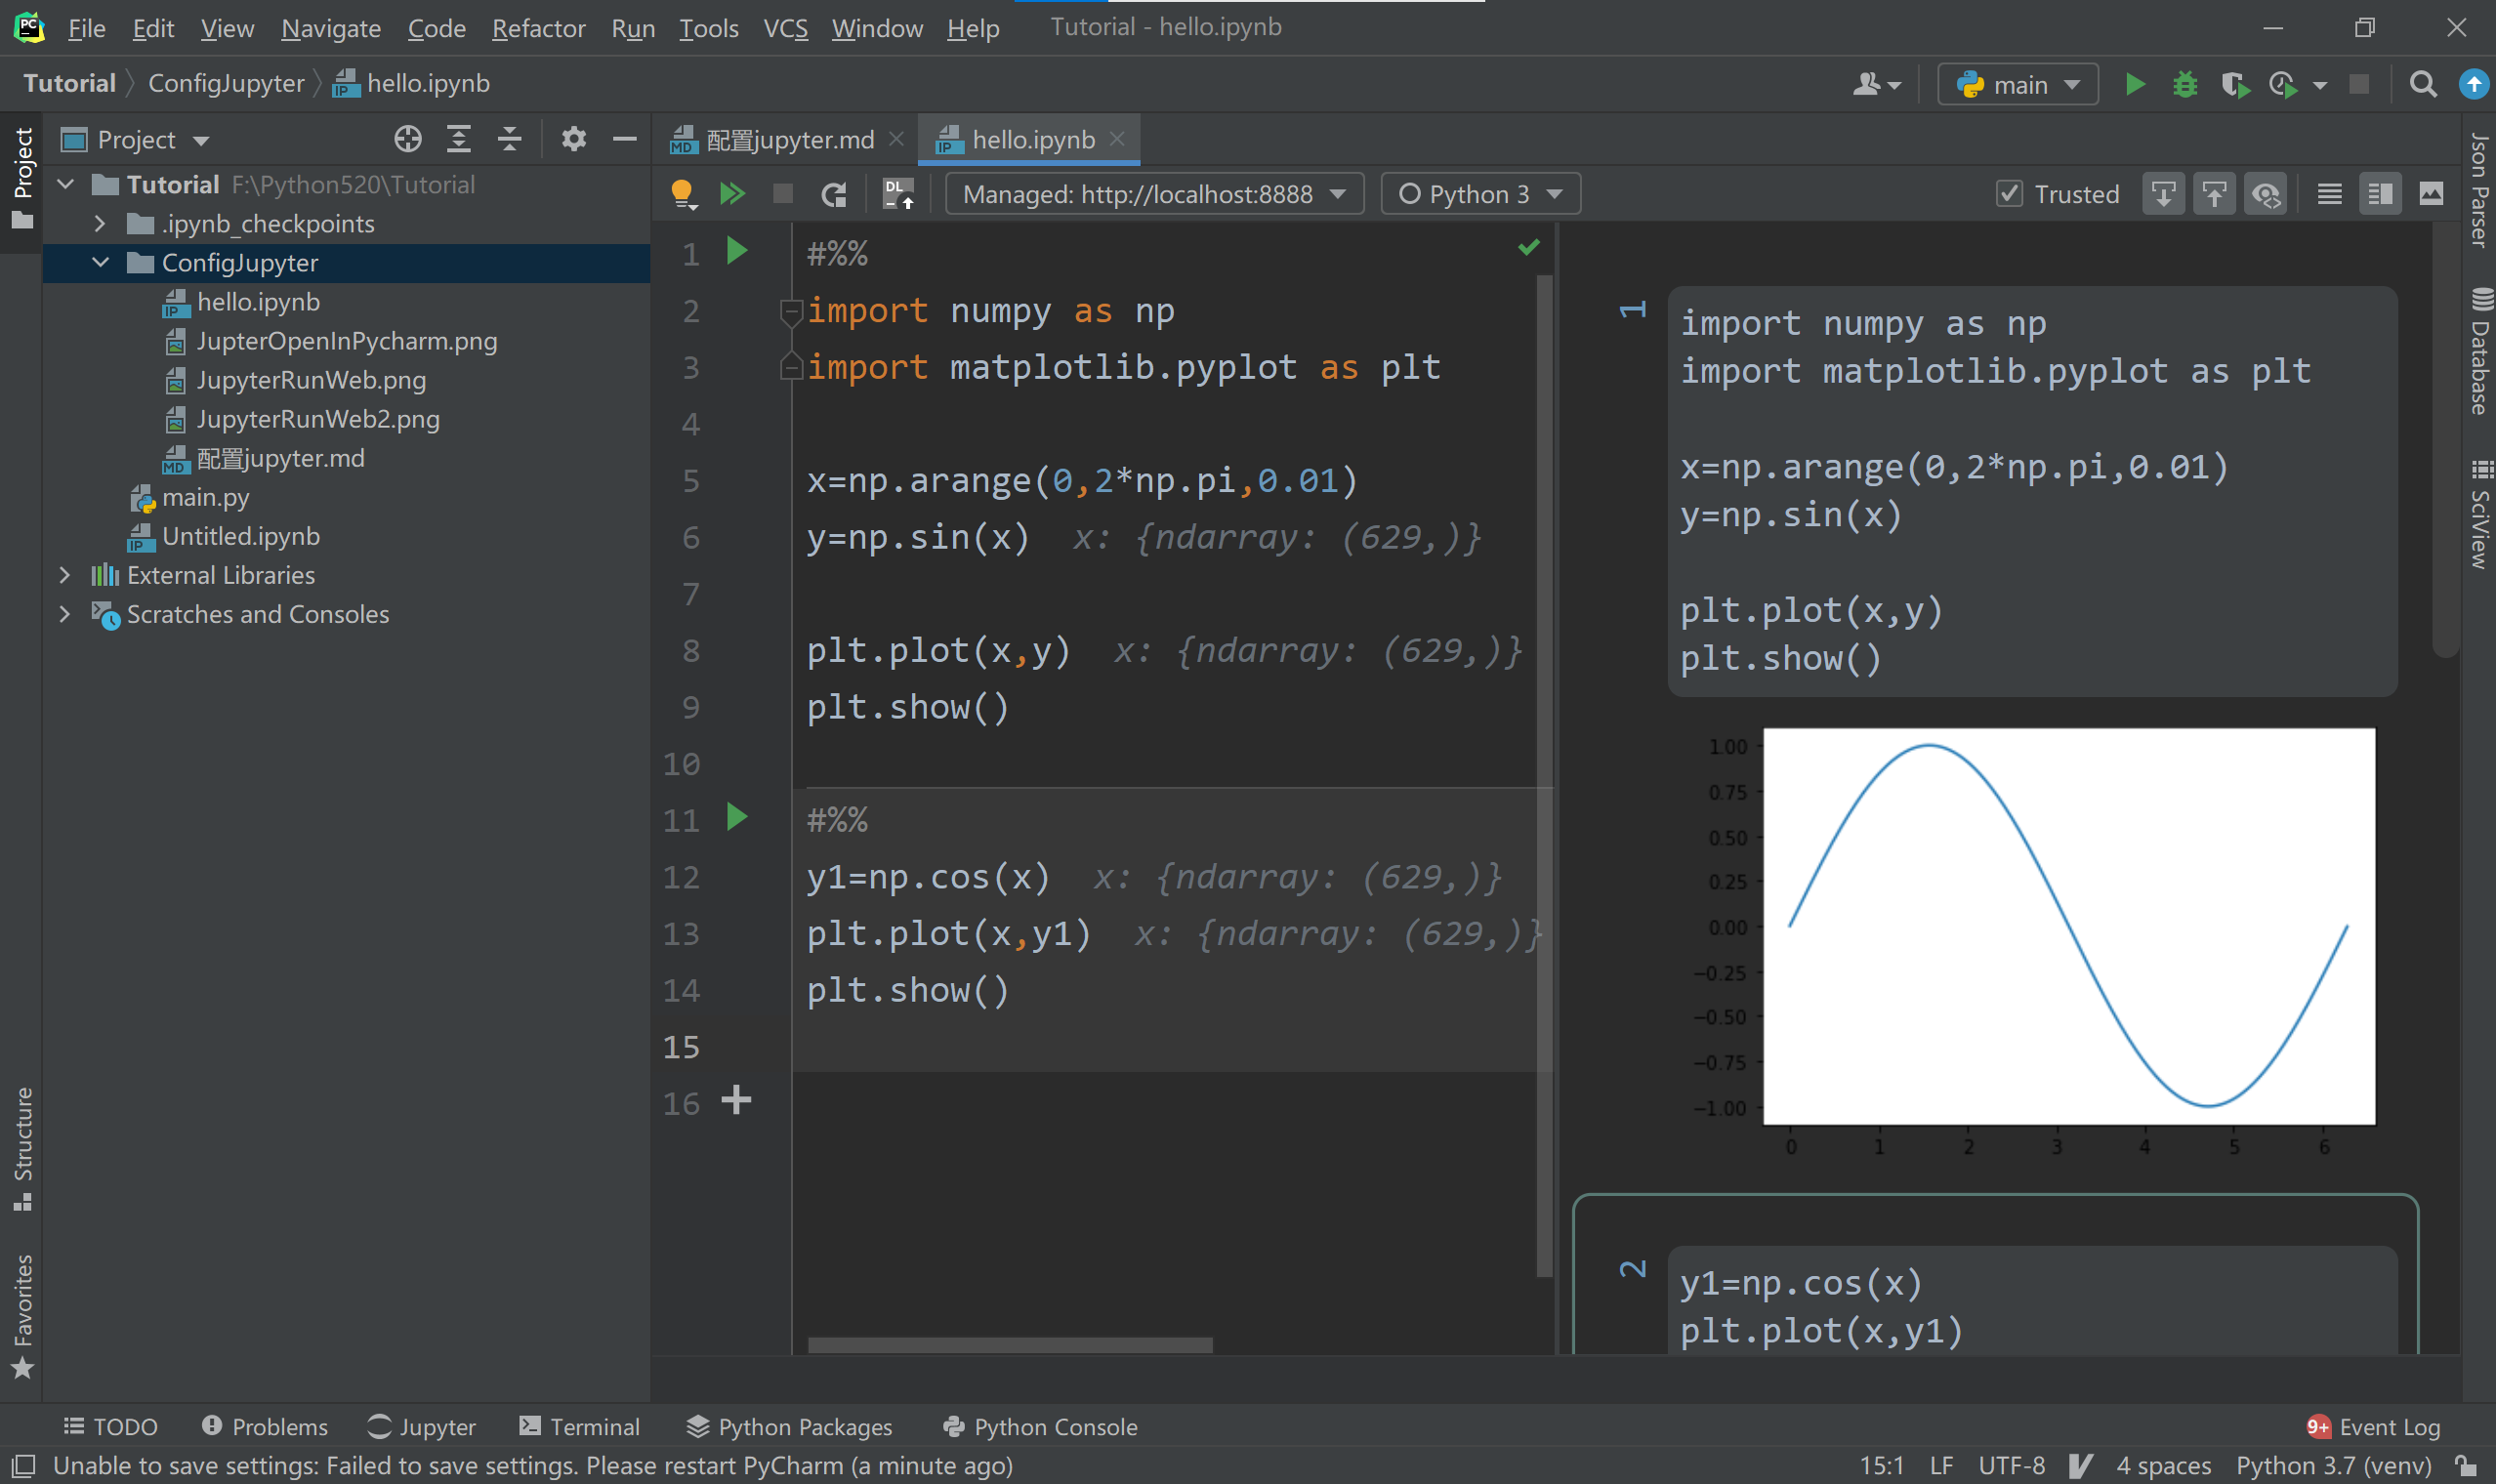 PC File Edit View Navigate Code Refactor Run Tools VCS Window Help Tutorial - hello.ipynb
Tutorial ConfigJupyter IP hello.ipynb main
Project
Project
MD 配置jupyter.md IP hello.ipynb
Tutorial F:\Python520\Tutorial
DL Managed: http://localhost:8888 Python 3 Trusted
.ipynb_checkpoints
ConfigJupyter
IP hello.ipynb
JupterOpenInPycharm.png
JupyterRunWeb.png
JupyterRunWeb2.png
MD 配置jupyter.md
main.py
IP Untitled.ipynb
External Libraries
Scratches and Consoles
Structure
Favorites
1 #%%
2 import numpy as np
3 import matplotlib.pyplot as plt
4
5 x=np.arange(0,2*np.pi,0.01)
6 y=np.sin(x) x: {ndarray: (629,)}
7
8 plt.plot(x,y) x: {ndarray: (629,)}
9 plt.show()
10
11 #%%
12 y1=np.cos(x) x: {ndarray: (629,)}
13 plt.plot(x,y1) x: {ndarray: (629,)}
14 plt.show()
15
16
1
import numpy as np
import matplotlib.pyplot as plt
x=np.arange(0,2*np.pi,0.01)
y=np.sin(x)
plt.plot(x,y)
plt.show()
1.00
0.75
0.50
0.25
0.00
−0.25
−0.50
−0.75
−1.00
0 1 2 3 4 5 6
2
y1=np.cos(x)
plt.plot(x,y1)
Json Parser
Database
SciView
TODO Problems Jupyter Terminal Python Packages Python Console 9+ Event Log
Unable to save settings: Failed to save settings. Please restart PyCharm (a minute ago) 15:1 LF UTF-8 4 spaces Python 3.7 (venv)